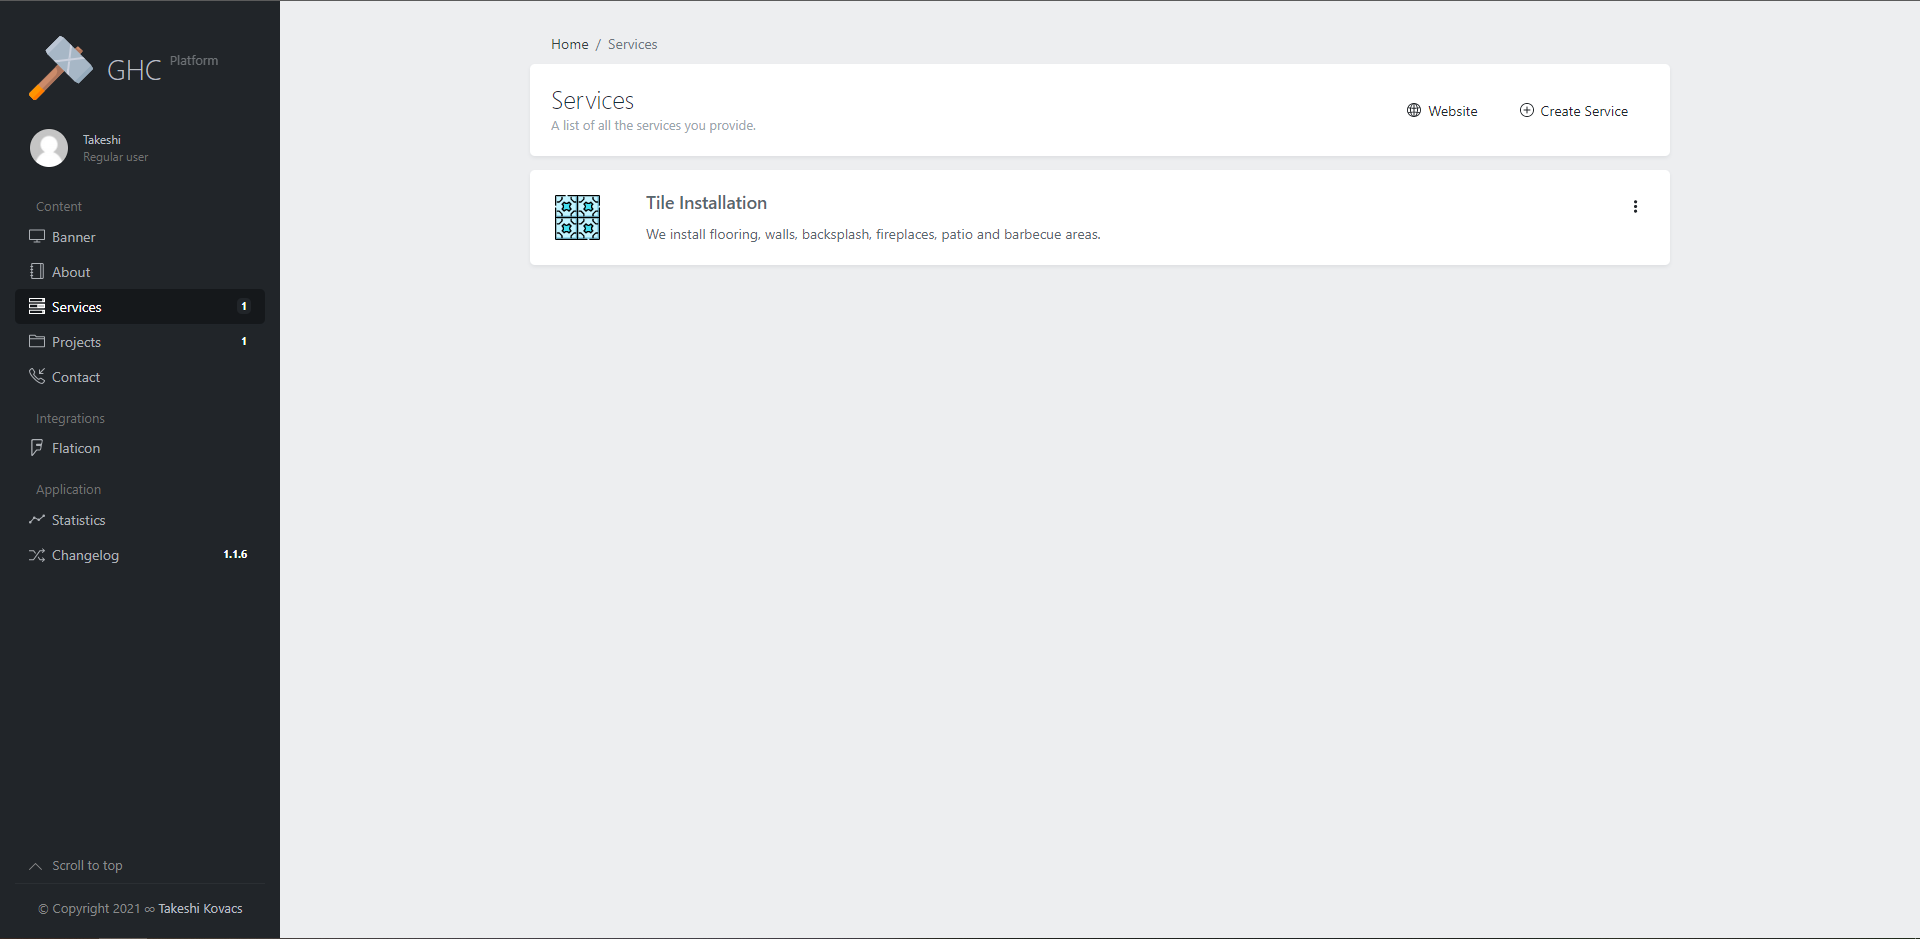 GHC Platform
Takeshi
Regular user
Content
Banner
About
Services 1
Projects 1
Contact
Integrations
Flaticon
Application
Statistics
Changelog 1.1.6
Scroll to top
© Copyright 2021 ∞ Takeshi Kovacs
Home / Services
Services
A list of all the services you provide.
Website
Create Service
Tile Installation
We install flooring, walls, backsplash, fireplaces, patio and barbecue areas.